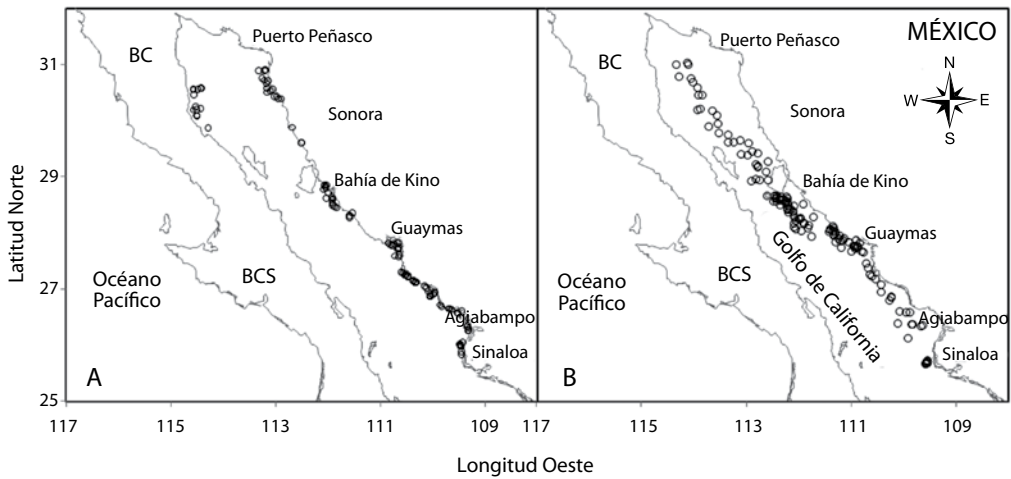 Latitud Norte
31
29
27
25
BC
Puerto Peñasco
Sonora
Bahía de Kino
Guaymas
BCS
Océano
Pacífico
Agiabampo
Sinaloa
A
117
115
113
111
109
BC
Puerto Peñasco
MÉXICO
N
W
E
S
Sonora
Bahía de Kino
Guaymas
Golfo de California
BCS
Océano
Pacífico
Agiabampo
Sinaloa
B
117
115
113
111
109
Longitud Oeste